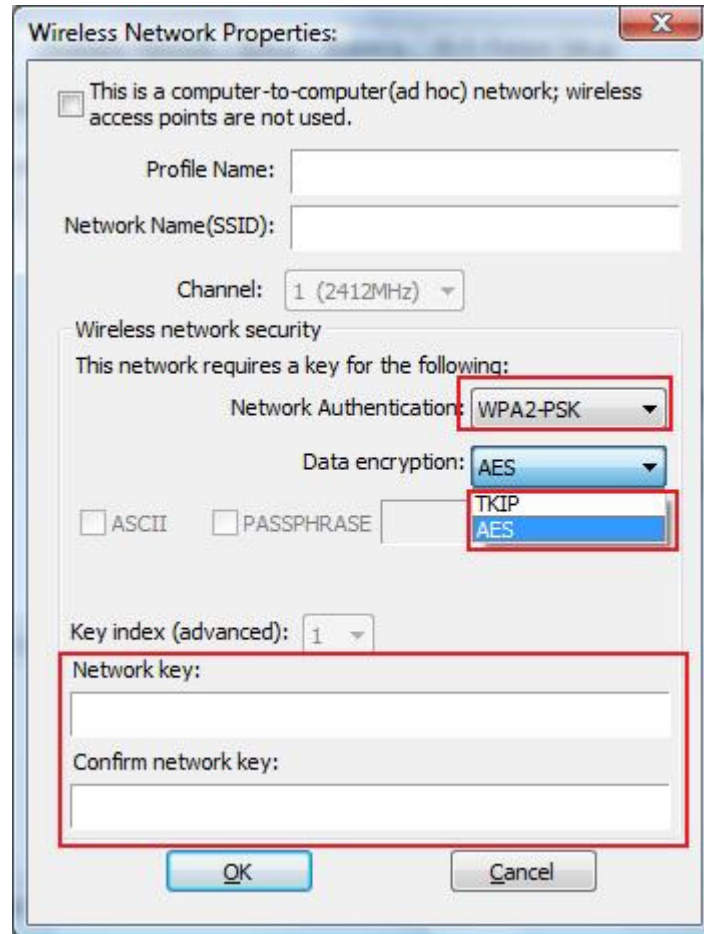 Wireless Network Properties:
This is a computer-to-computer(ad hoc) network; wireless
access points are not used.
Profile Name:
Network Name(SSID):
Channel: 1 (2412MHz)
Wireless network security
This network requires a key for the following:
Network Authentication: WPA2-PSK
Data encryption: AES
TKIP
ASCII PASSPHRASE AES
Key index (advanced): 1
Network key:
Confirm network key:
OK Cancel